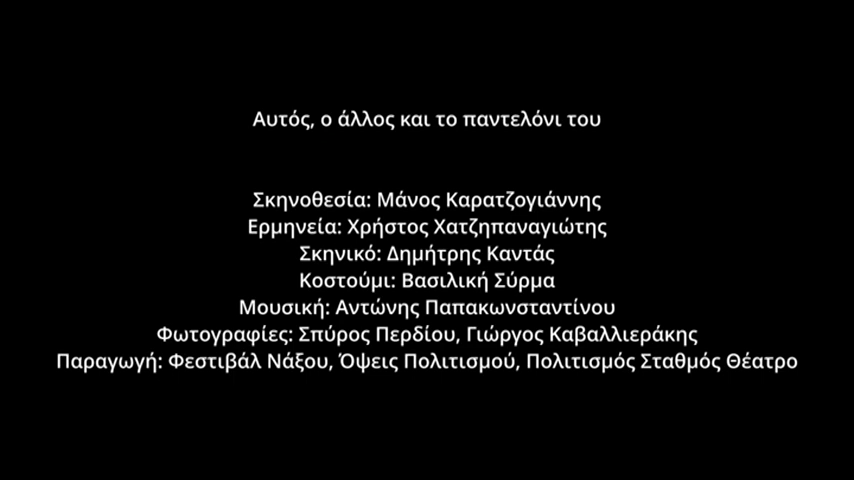 Αυτός, ο άλλος και το παντελόνι του
Σκηνοθεσία: Μάνος Καρατζογιάννης
Ερμηνεία: Χρήστος Χατζηπαναγιώτης
Σκηνικό: Δημήτρης Καντάς
Κοστούμι: Βασιλική Σύρμα
Μουσική: Αντώνης Παπακωνσταντίνου
Φωτογραφίες: Σπύρος Περδίου, Γιώργος Καβαλλιεράκης
Παραγωγή: Φεστιβάλ Νάξου, Όψεις Πολιτισμού, Πολιτισμός Σταθμός Θέατρο